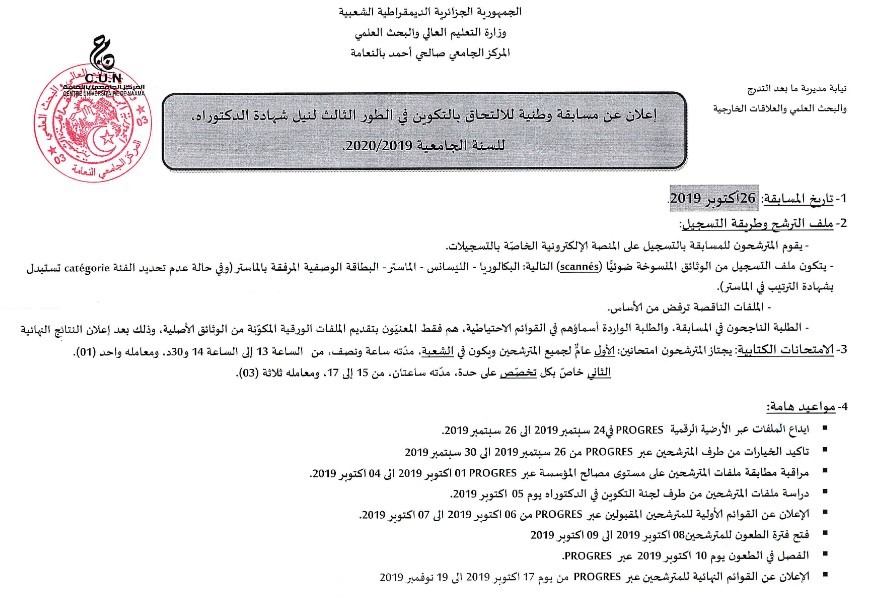 الجمهورية الجزائرية الديمقراطية الشعبية
وزارة التعليم العالي والبحث العلمي
المركز الجامعي صالحي أحمد بالنعامة
C.U.N
المركز الجامعي بالنعامة
CENTRE UNIVERSITAIRE DE NAAMA
نيابة مديرية ما بعد التدرج
والبحث العلمي والعلاقات الخارجية
إعلان عن مسابقة وطنية للالتحاق بالتكوين في الطور الثالث لنيل شهادة الدكتوراه،
للسنة الجامعية 2020/2019.
1- تاريخ المسابقة: 26أكتوبر 2019.
2- ملف الترشح وطريقة التسجيل:
- يقوم المترشحون للمسابقة بالتسجيل على المنصة الإلكترونية الخاصّة بالتسجيلات.
- يتكون ملف التسجيل من الوثائق المنسوخة ضوئيًّا (scannés) التالية: البكالوريا - الليسانس - الماستر- البطاقة الوصفية المرفقة بالماستر (وفي حالة عدم تحديد الفئة catégorie تستبدل
بشهادة الترتيب في الماستر).
- الملفات الناقصة ترفض من الأساس.
- الطلبة الناجحون في المسابقة، والطلبة الواردة أسماؤهم في القوائم الاحتياطية، هم فقط المعنيّون بتقديم الملفات الورقية المكوّنة من الوثائق الأصلية، وذلك بعد إعلان النتائج النهائية
3- الامتحانات الكتابية: يجتاز المترشحون امتحانين: الأول عامٌّ لجميع المترشحين ويكون في الشعبة، مدّته ساعة ونصف، من الساعة 13 إلى الساعة 14 و30د، ومعامله واحد (01).
الثاني خاصّ بكل تخصّص على حدة، مدّته ساعتان، من 15 إلى 17، ومعامله ثلاثة (03).
4- مواعيد هامة:
▪ ايداع الملفات عبر الأرضية الرقمية PROGRES في24 سبتمبر 2019 الى 26 سبتمبر 2019.
▪ تاكيد الخيارات من طرف المترشحين عبر PROGRES من 26 سبتمبر 2019 الى 30 سبتمبر 2019
▪ مراقبة مطابقة ملفات المترشحين على مستوى مصالح المؤسسة عبر PROGRES 01 اكتوبر 2019 الى 04 اكتوبر 2019.
▪ دراسة ملفات المترشحين من طرف لجنة التكوين في الدكتوراه يوم 05 اكتوبر 2019.
▪ الإعلان عن القوائم الأولية للمترشحين المقبولين عبر PROGRES من 06 اكتوبر 2019 الى 07 اكتوبر 2019.
▪ فتح فترة الطعون للمترشحين08 اكتوبر 2019 الى 09 اكتوبر 2019
▪ الفصل في الطعون يوم 10 اكتوبر 2019 عبر PROGRES.
▪ الإعلان عن القوائم النهائية للمترشحين عبر PROGRES من يوم 17 اكتوبر 2019 الى 19 نوفمبر 2019